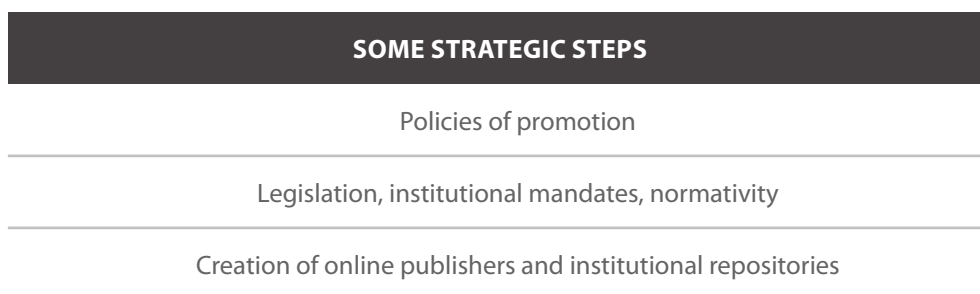 SOME STRATEGIC STEPS
Policies of promotion
Legislation, institutional mandates, normativity
Creation of online publishers and institutional repositories